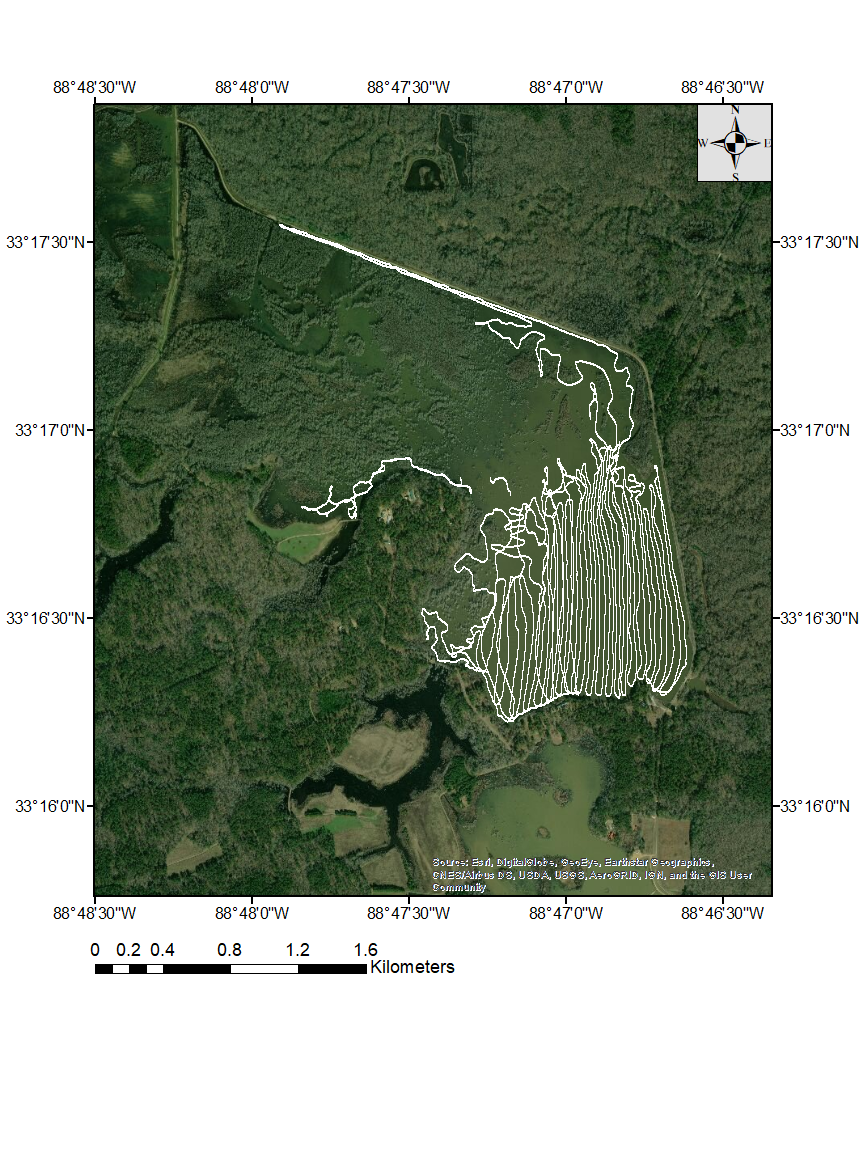 88°48'30"W 88°48'0"W 88°47'30"W 88°47'0"W 88°46'30"W
N
W E
S
33°17'30"N 33°17'30"N
33°17'0"N 33°17'0"N
33°16'30"N 33°16'30"N
33°16'0"N 33°16'0"N
Source: Esri, DigitalGlobe, GeoEye, Earthstar Geographics,
CNES/Airbus DS, USDA, USGS, AeroGRID, IGN, and the GIS User
Community
88°48'30"W 88°48'0"W 88°47'30"W 88°47'0"W 88°46'30"W
0 0.2 0.4 0.8 1.2 1.6
Kilometers